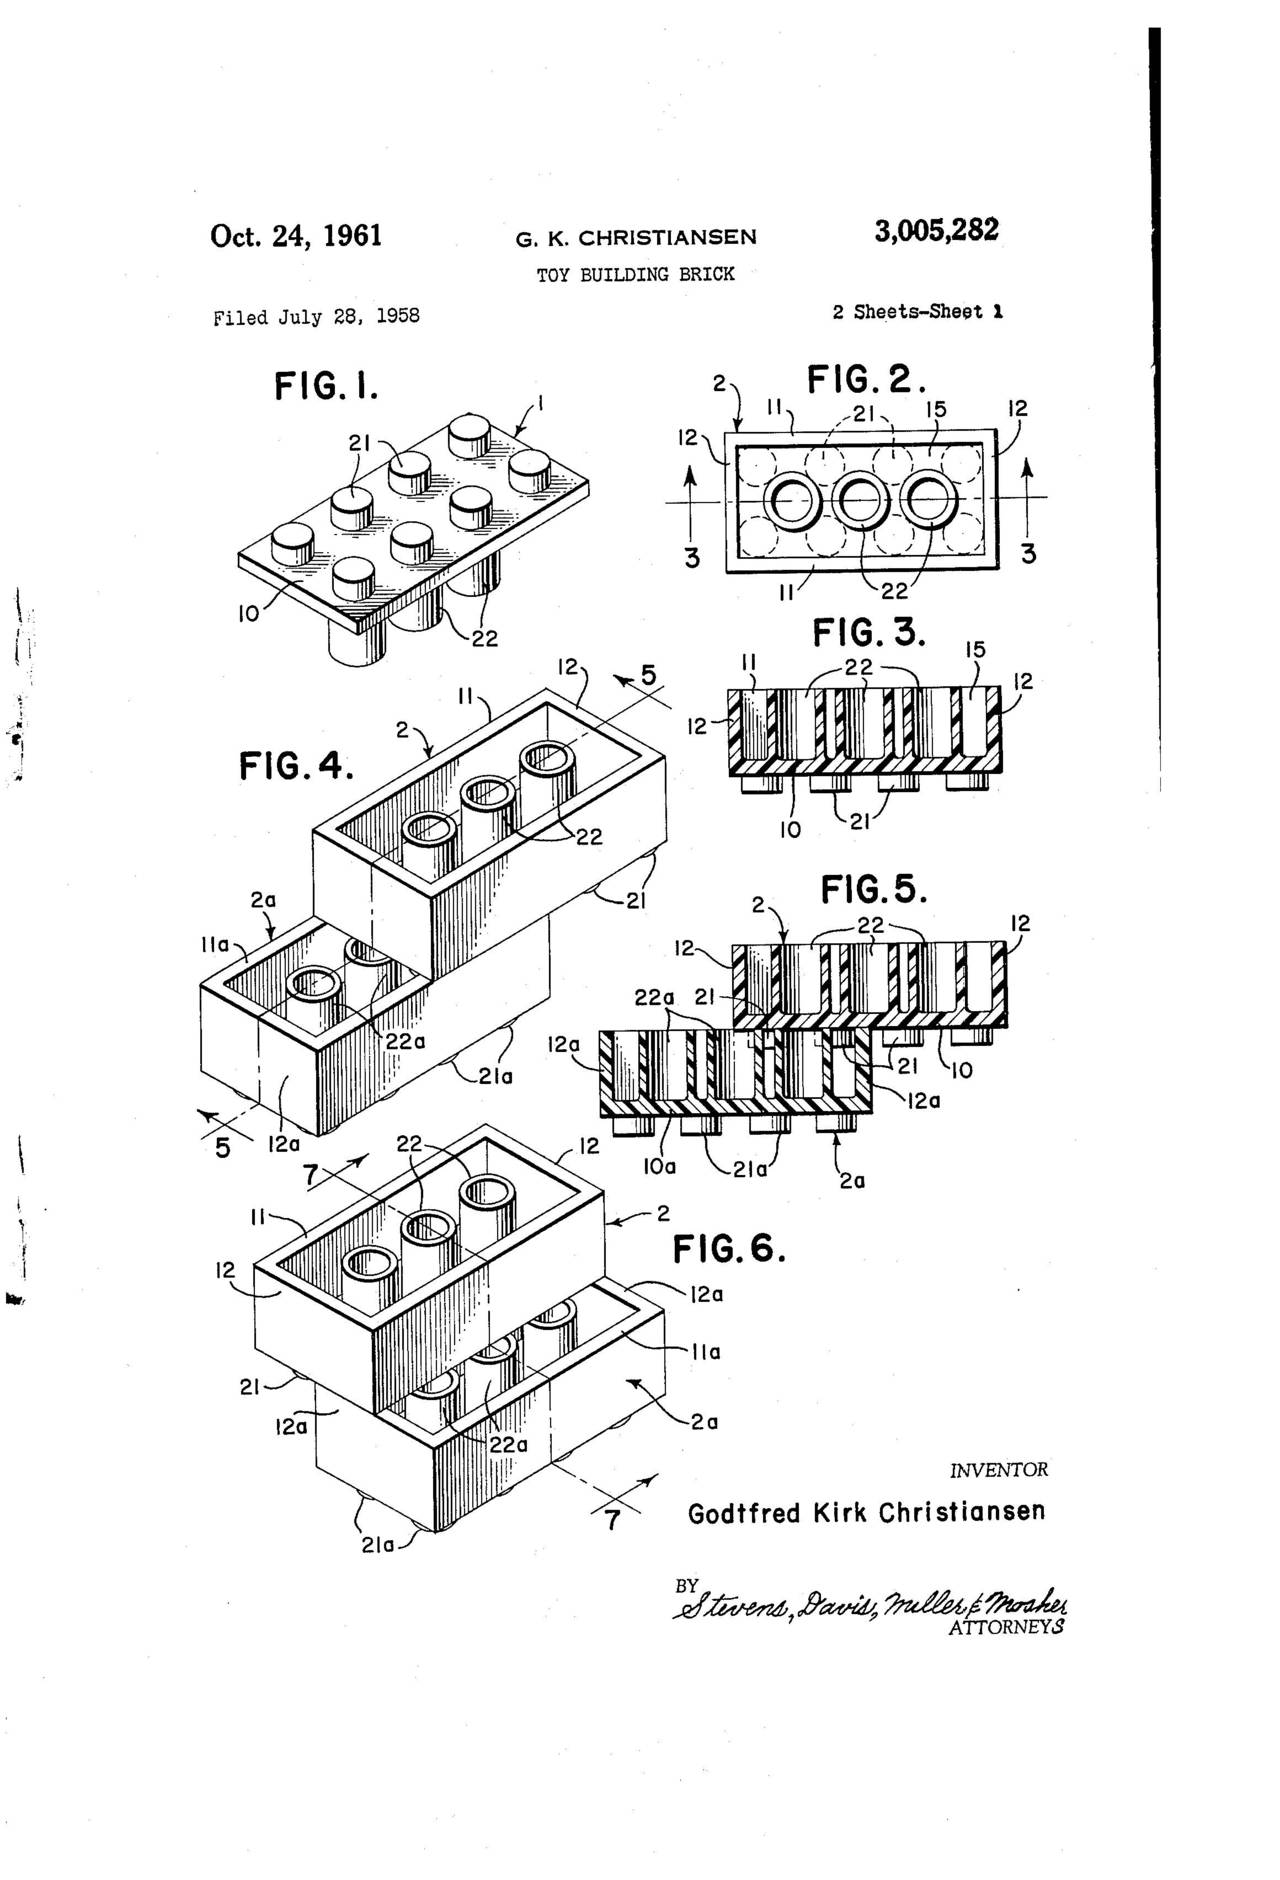 Oct. 24, 1961 G. K. CHRISTIANSEN 3,005,282
TOY BUILDING BRICK
Filed July 28, 1958 2 Sheets-Sheet 1
FIG. 1.
1
21
10
22
FIG. 2.
2
11
21
15
12
12
3
3
11
22
FIG. 3.
11
22
15
12
12
10
21
FIG. 4.
12
5
11
2
22
21
2a
11a
22a
21a
5
12a
FIG. 5.
2
22
12
12
22a
21
12a
21
10
12a
10a
21a
2a
FIG. 6.
7
22
12
11
2
12
12a
11a
21
12a
22a
2a
7
21a
INVENTOR
Godtfred Kirk Christiansen
BY
Stevens, Davis, Miller & Mosher
ATTORNEYS